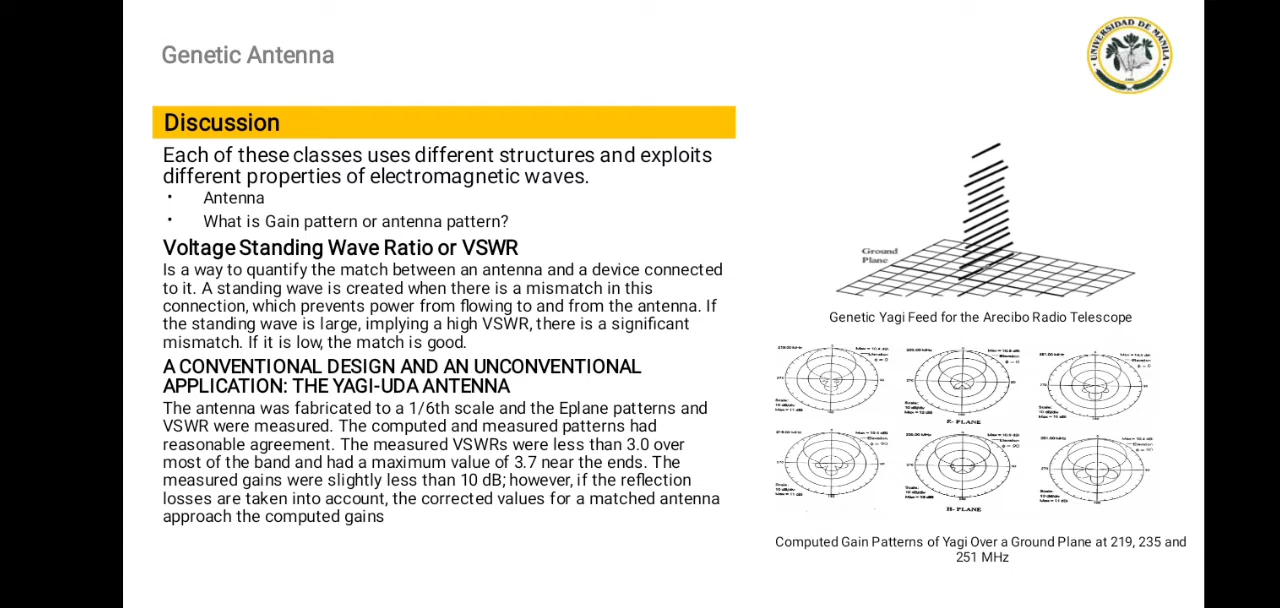 Genetic Antenna
UNIVERSIDAD DE MANILA
Discussion
Each of these classes uses different structures and exploits
different properties of electromagnetic waves.
• Antenna
• What is Gain pattern or antenna pattern?
Voltage Standing Wave Ratio or VSWR
Is a way to quantify the match between an antenna and a device connected
to it. A standing wave is created when there is a mismatch in this
connection, which prevents power from flowing to and from the antenna. If
the standing wave is large, implying a high VSWR, there is a significant
mismatch. If it is low, the match is good.
A CONVENTIONAL DESIGN AND AN UNCONVENTIONAL
APPLICATION: THE YAGI-UDA ANTENNA
The antenna was fabricated to a 1/6th scale and the Eplane patterns and
VSWR were measured. The computed and measured patterns had
reasonable agreement. The measured VSWRs were less than 3.0 over
most of the band and had a maximum value of 3.7 near the ends. The
measured gains were slightly less than 10 dB; however, if the reflection
losses are taken into account, the corrected values for a matched antenna
approach the computed gains
Ground
Plane
Genetic Yagi Feed for the Arecibo Radio Telescope
E- PLANE
H- PLANE
Computed Gain Patterns of Yagi Over a Ground Plane at 219, 235 and
251 MHz